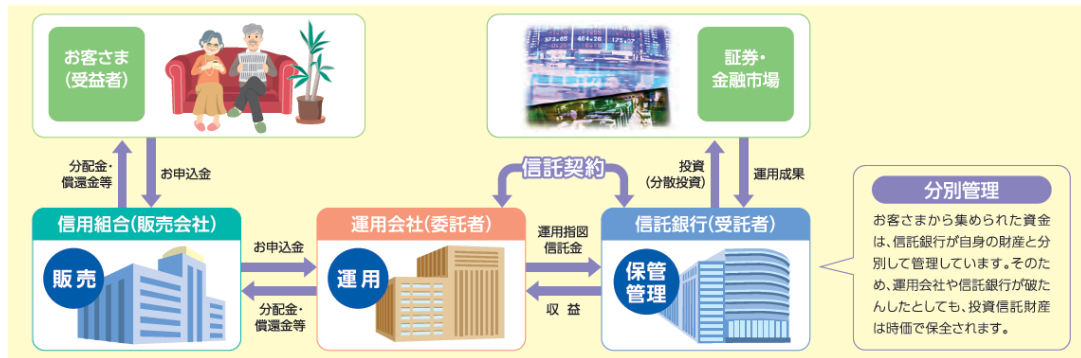 お客さま
(受益者)
証券・
金融市場
分配金・
償還金等
お申込金
信託契約
投資
(分散投資)
運用成果
信用組合(販売会社)
販売
お申込金
分配金・
償還金等
運用会社(委託者)
運用
運用指図
信託金
収益
信託銀行(受託者)
保管
管理
分別管理
お客さまから集められた資金
は、信託銀行が自身の財産と分
別して管理しています。そのた
め、運用会社や信託銀行が破た
んしたとしても、投資信託財産
は時価で保全されます。